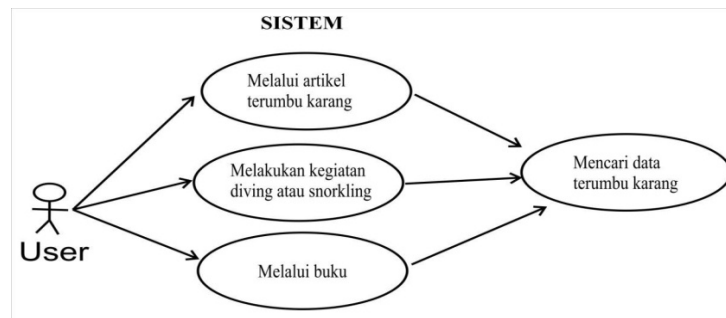 SISTEM
Melalui artikel
terumbu karang
Melakukan kegiatan
diving atau snorkling
Mencari data
terumbu karang
User
Melalui buku